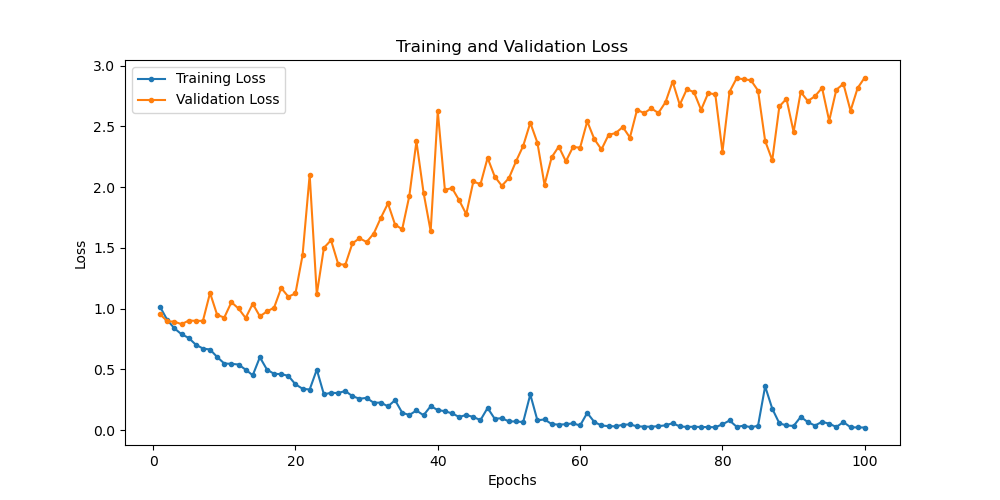 Training and Validation Loss
Training Loss
Validation Loss
3.0
2.5
2.0
1.5
1.0
0.5
0.0
Loss
0 20 40 60 80 100
Epochs